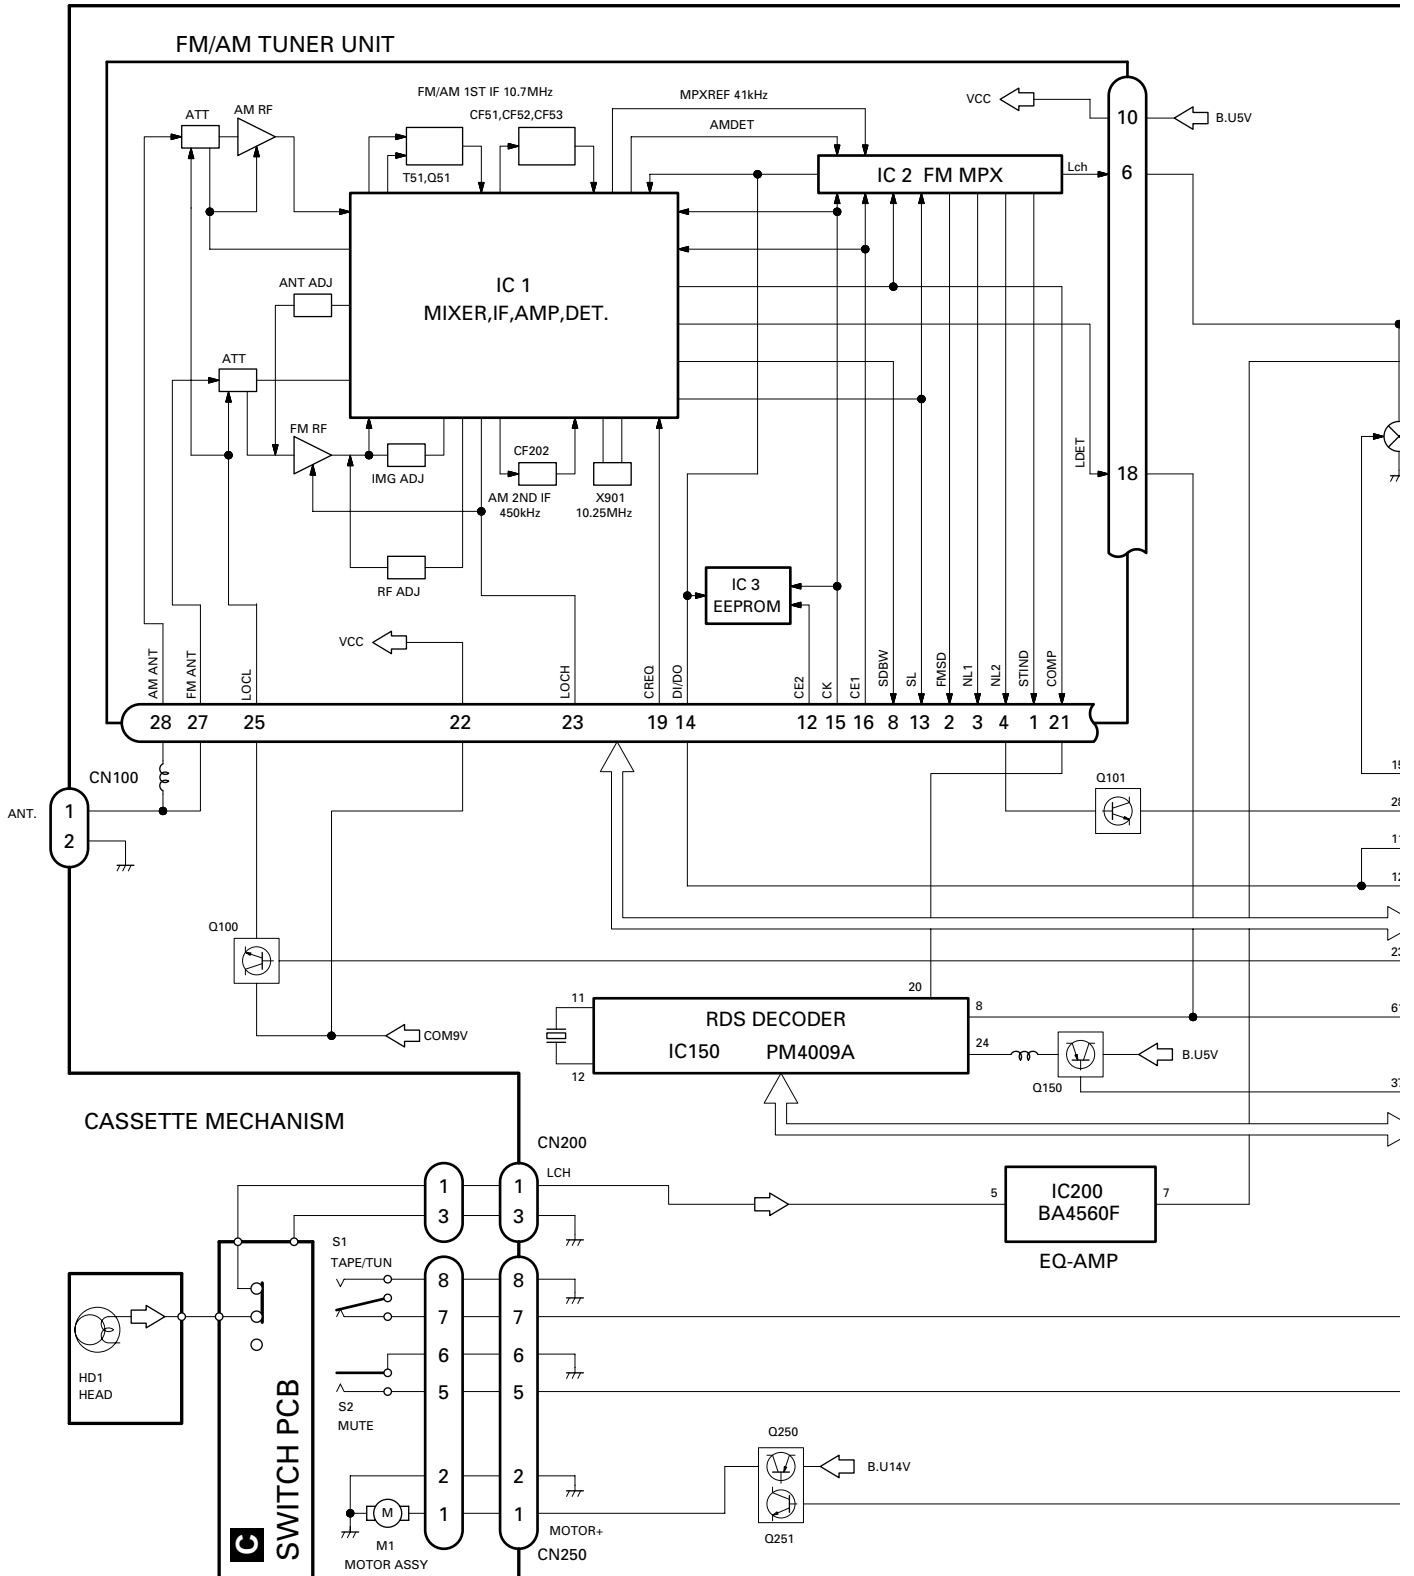 FM/AM TUNER UNIT
FM/AM 1ST IF 10.7MHz
MPXREF 41kHz
VCC
10
B.U5V
ATT
AM RF
CF51,CF52,CF53
AMDET
T51,Q51
IC 2 FM MPX
Lch
6
IC 1
MIXER,IF,AMP,DET.
ANT ADJ
ATT
FM RF
IMG ADJ
CF202
AM 2ND IF
450kHz
X901
10.25MHz
LDET
18
RF ADJ
IC 3
EEPROM
VCC
AM ANT
FM ANT
LOCL
LOCH
CREQ
DI/DO
CE2
CK
CE1
SDBW
SL
FMSD
NL1
NL2
STIND
COMP
28 27 25 22 23 19 14 12 15 16 8 13 2 3 4 1 21
CN100
ANT.
1
2
Q101
15
28
11
12
Q100
23
COM9V
20
11
12
RDS DECODER
IC150 PM4009A
8
24
61
Q150
B.U5V
37
CASSETTE MECHANISM
CN200
1 1
LCH
3 3
5
IC200
BA4560F
7
EQ-AMP
S1
TAPE/TUN
8 8
7 7
6 6
5 5
S2
MUTE
HD1
HEAD
C
SWITCH PCB
2 2
1 1
M
M1
MOTOR ASSY
MOTOR+
CN250
Q250
B.U14V
Q251